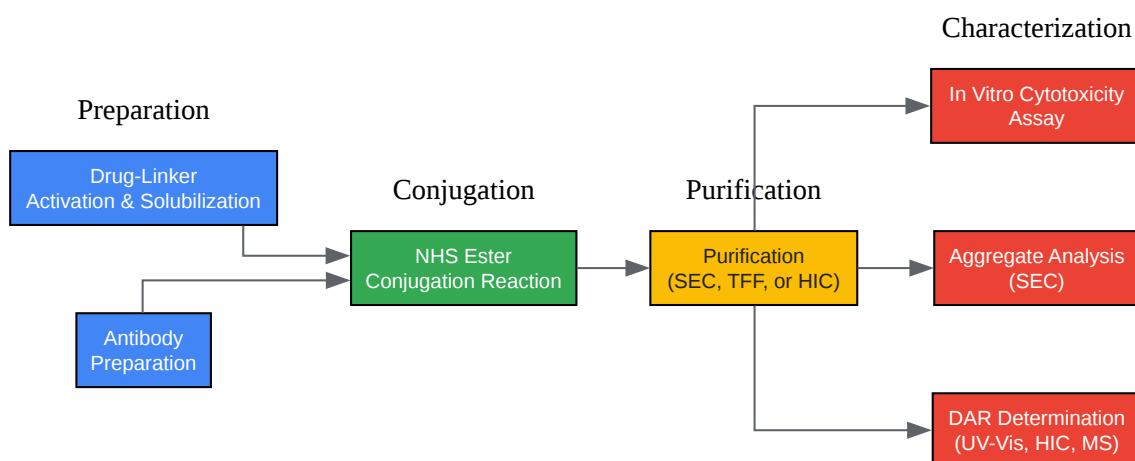 Preparation
Drug-Linker
Activation & Solubilization
Antibody
Preparation
Conjugation
NHS Ester
Conjugation Reaction
Purification
Purification
(SEC, TFF, or HIC)
Characterization
In Vitro Cytotoxicity
Assay
Aggregate Analysis
(SEC)
DAR Determination
(UV-Vis, HIC, MS)